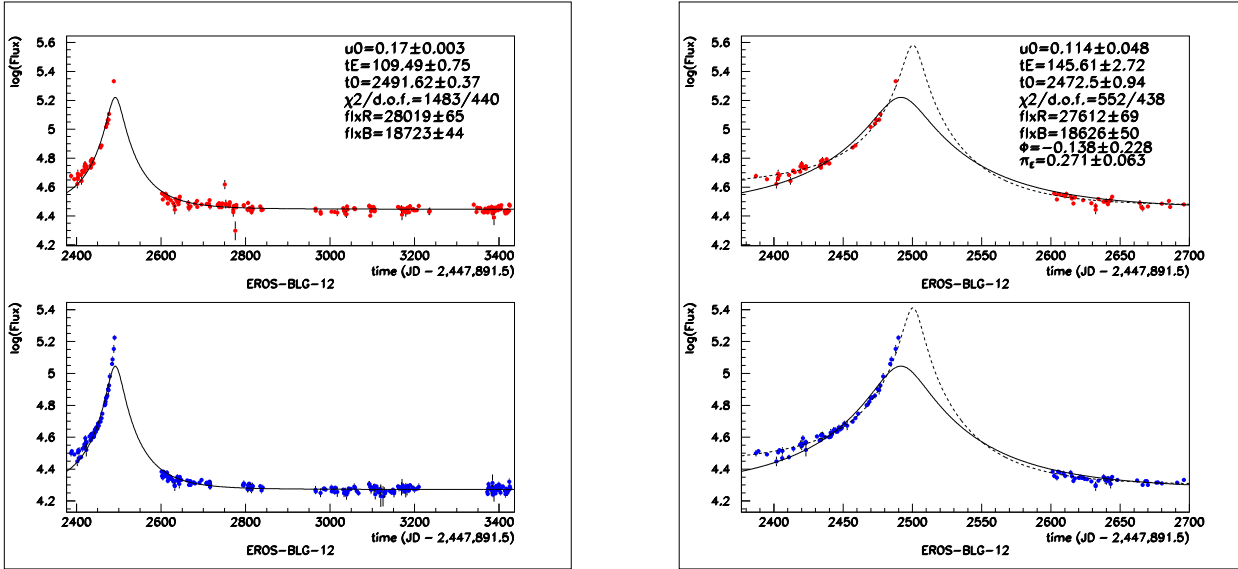 log(Flux)
5.6
5.4
5.2
5
4.8
4.6
4.4
4.2
u0=0.17±0.003
tE=109.49±0.75
t0=2491.62±0.37
χ2/d.o.f.=1483/440
flxR=28019±65
flxB=18723±44
2400 2600 2800 3000 3200 3400
time (JD - 2,447,891.5)
EROS-BLG-12
log(Flux)
5.4
5.2
5
4.8
4.6
4.4
4.2
2400 2600 2800 3000 3200 3400
time (JD - 2,447,891.5)
EROS-BLG-12
log(Flux)
5.6
5.4
5.2
5
4.8
4.6
4.4
4.2
u0=0.114±0.048
tE=145.61±2.72
t0=2472.5±0.94
χ2/d.o.f.=552/438
flxR=27612±69
flxB=18626±50
Φ=-0.138±0.228
π_E=0.271±0.063
2400 2450 2500 2550 2600 2650 2700
time (JD - 2,447,891.5)
EROS-BLG-12
log(Flux)
5.4
5.2
5
4.8
4.6
4.4
4.2
2400 2450 2500 2550 2600 2650 2700
time (JD - 2,447,891.5)
EROS-BLG-12